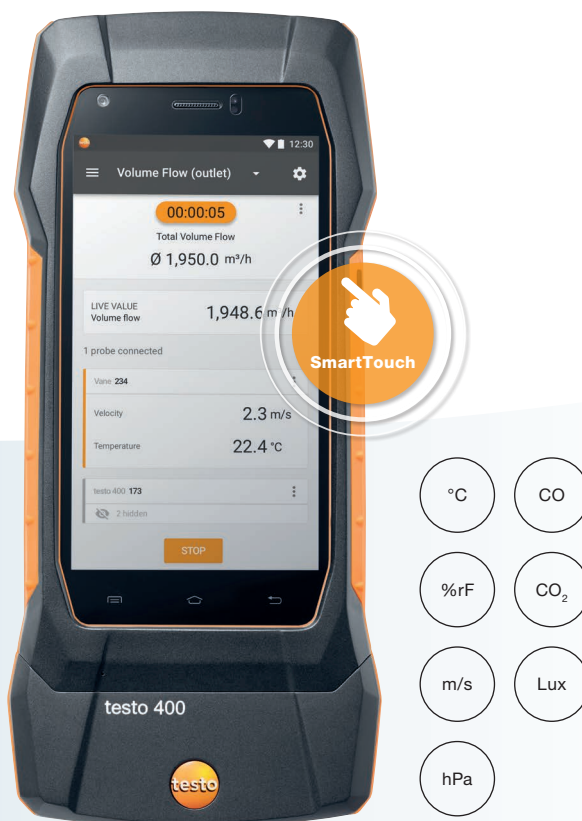 12:30
Volume Flow (outlet)
00:00:05
Total Volume Flow
Ø 1,950.0 m³/h
LIVE VALUE
Volume flow
1,948.6 m³/h
SmartTouch
1 probe connected
Vane 234
Velocity 2.3 m/s
Temperature 22.4 °C
testo 400 173
2 hidden
STOP
°C CO
%rF CO₂
m/s Lux
hPa
testo 400
testo